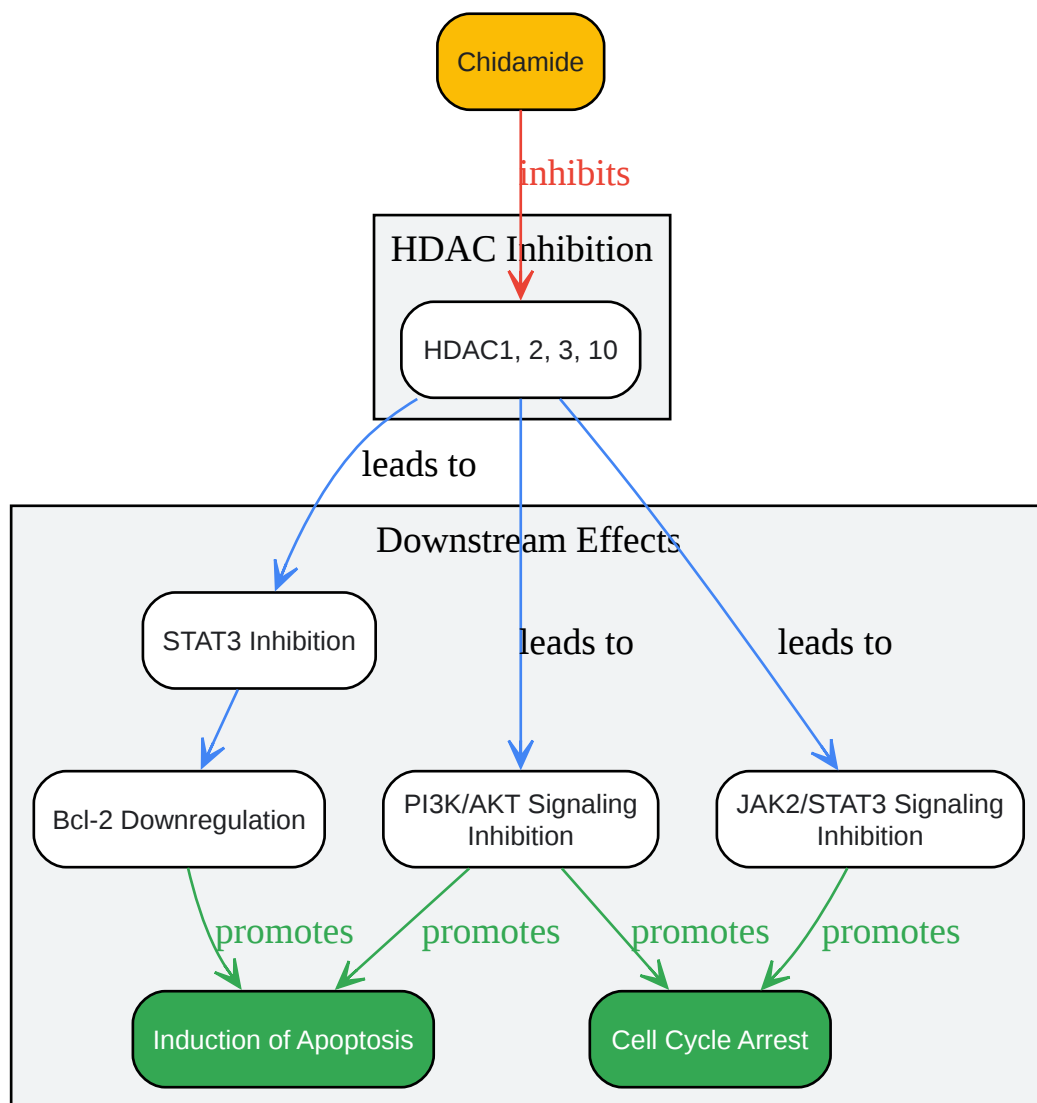 Chidamide
inhibits
HDAC Inhibition
HDAC1, 2, 3, 10
leads to
Downstream Effects
STAT3 Inhibition
leads to
leads to
Bcl-2 Downregulation
PI3K/AKT Signaling
Inhibition
JAK2/STAT3 Signaling
Inhibition
promotes
promotes
promotes
promotes
Induction of Apoptosis
Cell Cycle Arrest